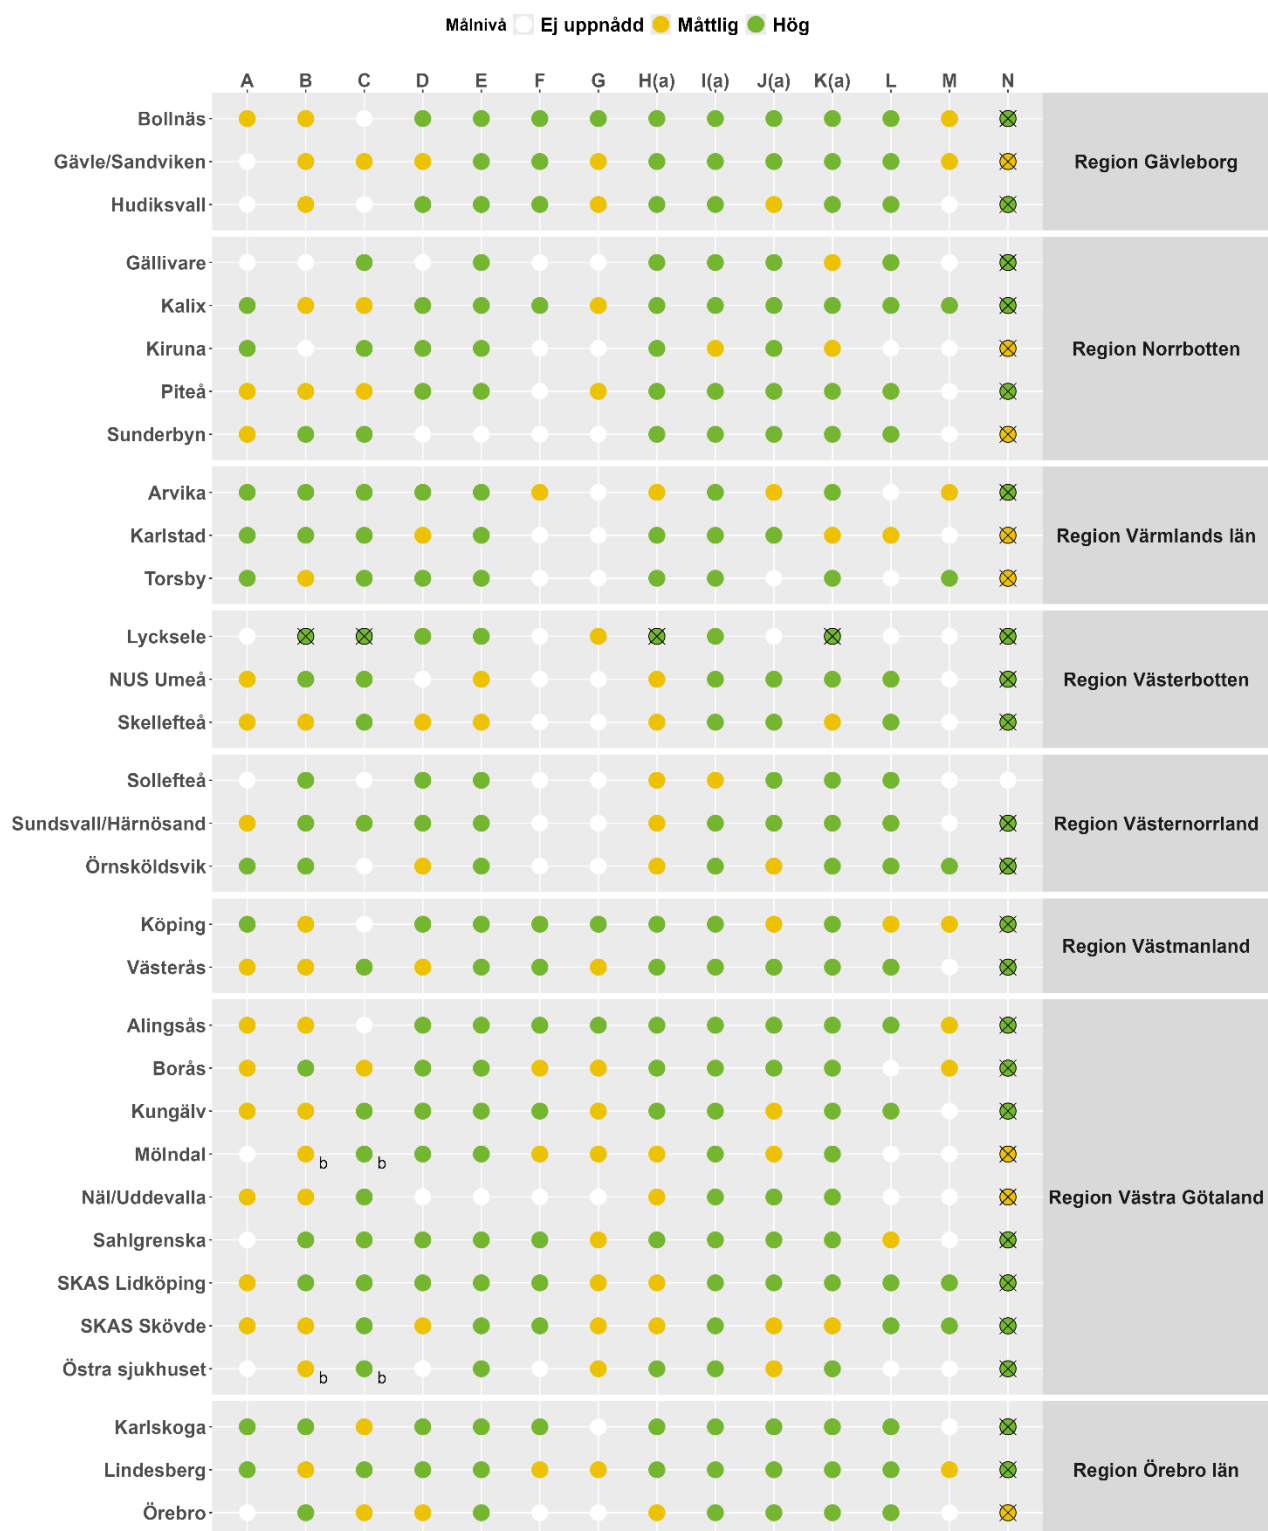 Målnivå Ej uppnådd Måttlig Hög
A B C D E F G H(a) I(a) J(a) K(a) L M N
Bollnäs
Gävle/Sandviken
Region Gävleborg
Hudiksvall
Gällivare
Kalix
Kiruna
Region Norrbotten
Piteå
Sunderbyn
Arvika
Karlstad
Region Värmlands län
Torsby
Lycksele
NUS Umeå
Region Västerbotten
Skellefteå
Sollefteå
Sundsvall/Härnösand
Region Västernorrland
Örnsköldsvik
Köping
Region Västmanland
Västerås
Alingsås
Borås
Kungälv
Mölndal
b b
Näl/Uddevalla
Region Västra Götaland
Sahlgrenska
SKAS Lidköping
SKAS Skövde
Östra sjukhuset
b b
Karlskoga
Lindesberg
Region Örebro län
Örebro